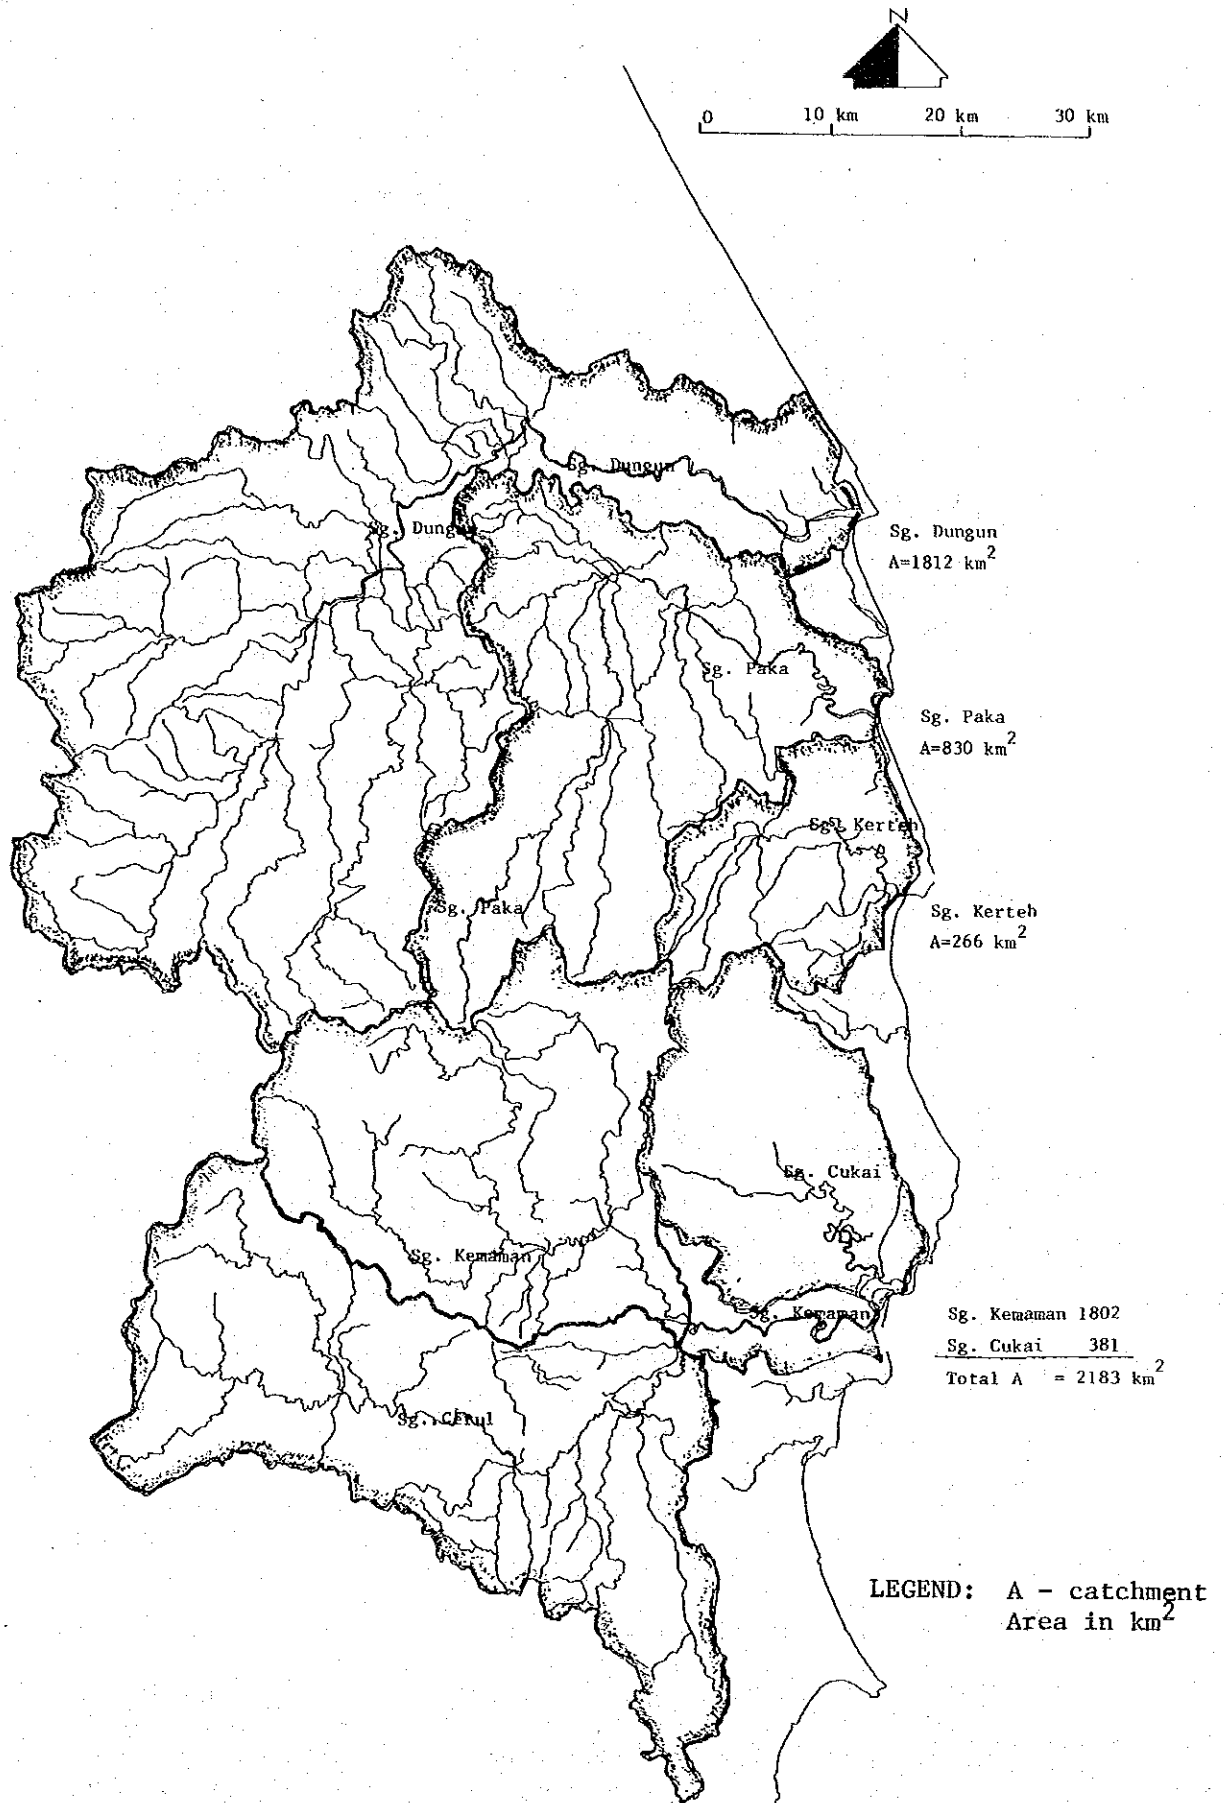 N
0 10 km 20 km 30 km
Sg. Dungun
Sg. Dungun
Sg. Dungun
A=1812 km²
Sg. Paka
Sg. Paka
A=830 km²
Sg. Kerteh
Sg. Paka
Sg. Kerteh
A=266 km²
Sg. Cukai
Sg. Kemaman
Sg. Kemaman
Sg. Kemaman 1802
Sg. Cukai 381
Total A = 2183 km²
Sg. Cerul
LEGEND: A - catchment
Area in km²